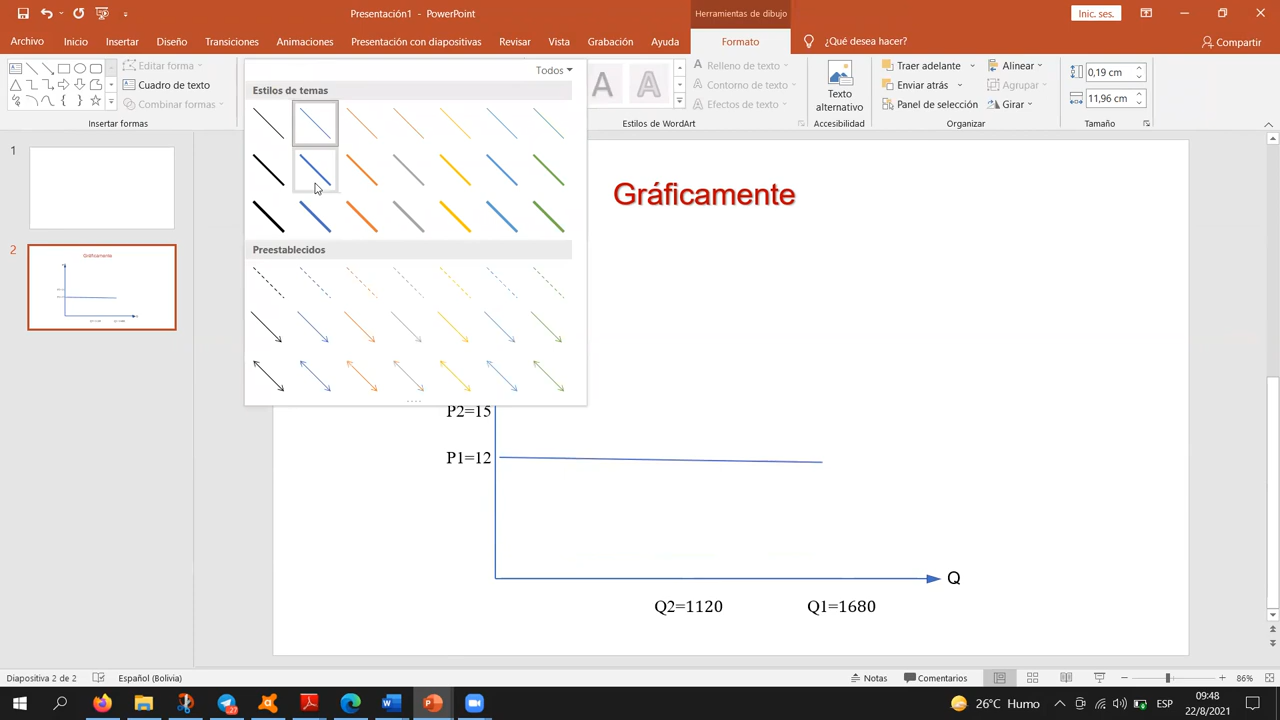 Presentación1 - PowerPoint
Herramientas de dibujo
Inic. ses.
Archivo Inicio Insertar Diseño Transiciones Animaciones Presentación con diapositivas Revisar Vista Grabación Ayuda Formato ¿Qué desea hacer? Compartir
Editar forma
Cuadro de texto
Combinar formas
Insertar formas
Todos
Estilos de temas
Preestablecidos
Relleno de texto
Contorno de texto
Efectos de texto
Estilos de WordArt
Texto
alternativo
Accesibilidad
Traer adelante
Enviar atrás
Panel de selección
Alinear
Agrupar
Girar
Organizar
0,19 cm
11,96 cm
Tamaño
1
2
Gráficamente
Gráficamente
P2=15
P1=12
Q
Q2=1120 Q1=1680
Diapositiva 2 de 2 Español (Bolivia) Notas Comentarios 86%
26°C Humo ESP 09:48
22/8/2021